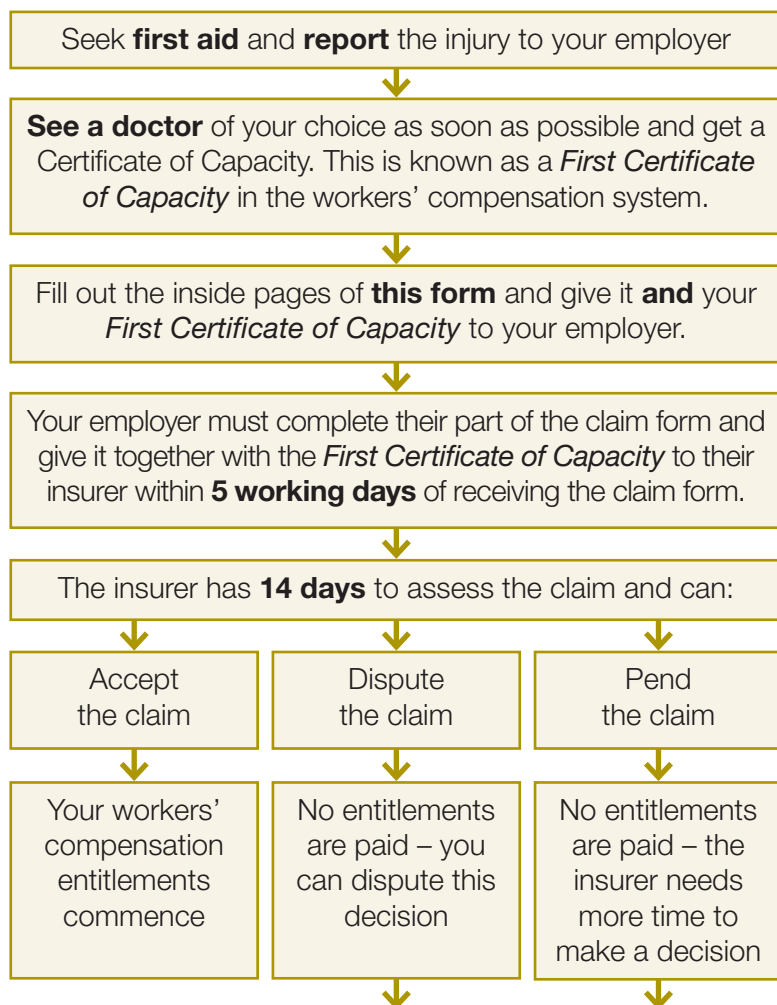 Seek first aid and report the injury to your employer
See a doctor of your choice as soon as possible and get a
Certificate of Capacity. This is known as a First Certificate
of Capacity in the workers’ compensation system.
Fill out the inside pages of this form and give it and your
First Certificate of Capacity to your employer.
Your employer must complete their part of the claim form and
give it together with the First Certificate of Capacity to their
insurer within 5 working days of receiving the claim form.
The insurer has 14 days to assess the claim and can:
Accept
the claim
Dispute
the claim
Pend
the claim
Your workers’
compensation
entitlements
commence
No entitlements
are paid – you
can dispute this
decision
No entitlements
are paid – the
insurer needs
more time to
make a decision